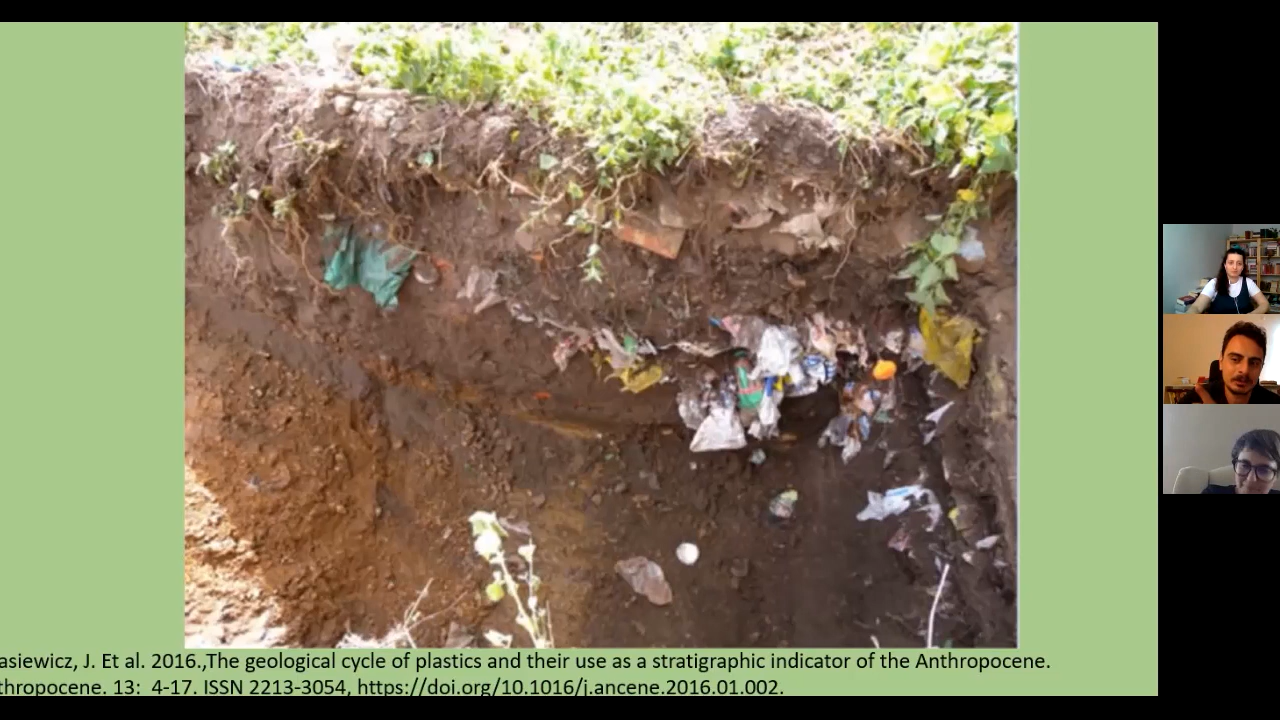 asiewicz, J. Et al. 2016.,The geological cycle of plastics and their use as a stratigraphic indicator of the Anthropocene.
thropocene. 13:  4-17. ISSN 2213-3054, https://doi.org/10.1016/j.ancene.2016.01.002.